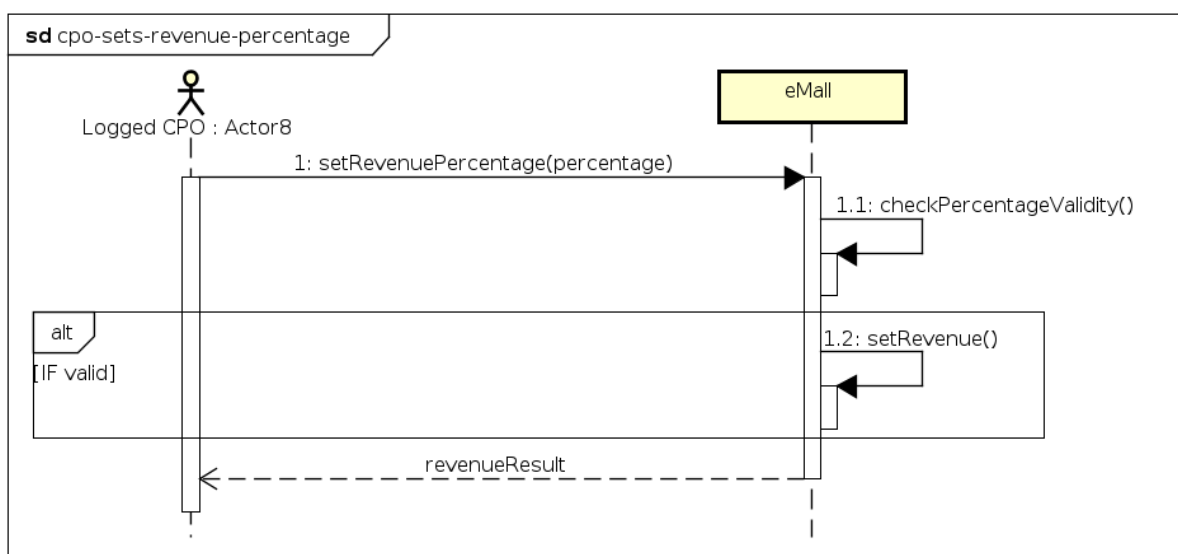 sd cpo-sets-revenue-percentage
eMall
Logged CPO : Actor8
1: setRevenuePercentage(percentage)
1.1: checkPercentageValidity()
alt
1.2: setRevenue()
[IF valid]
revenueResult